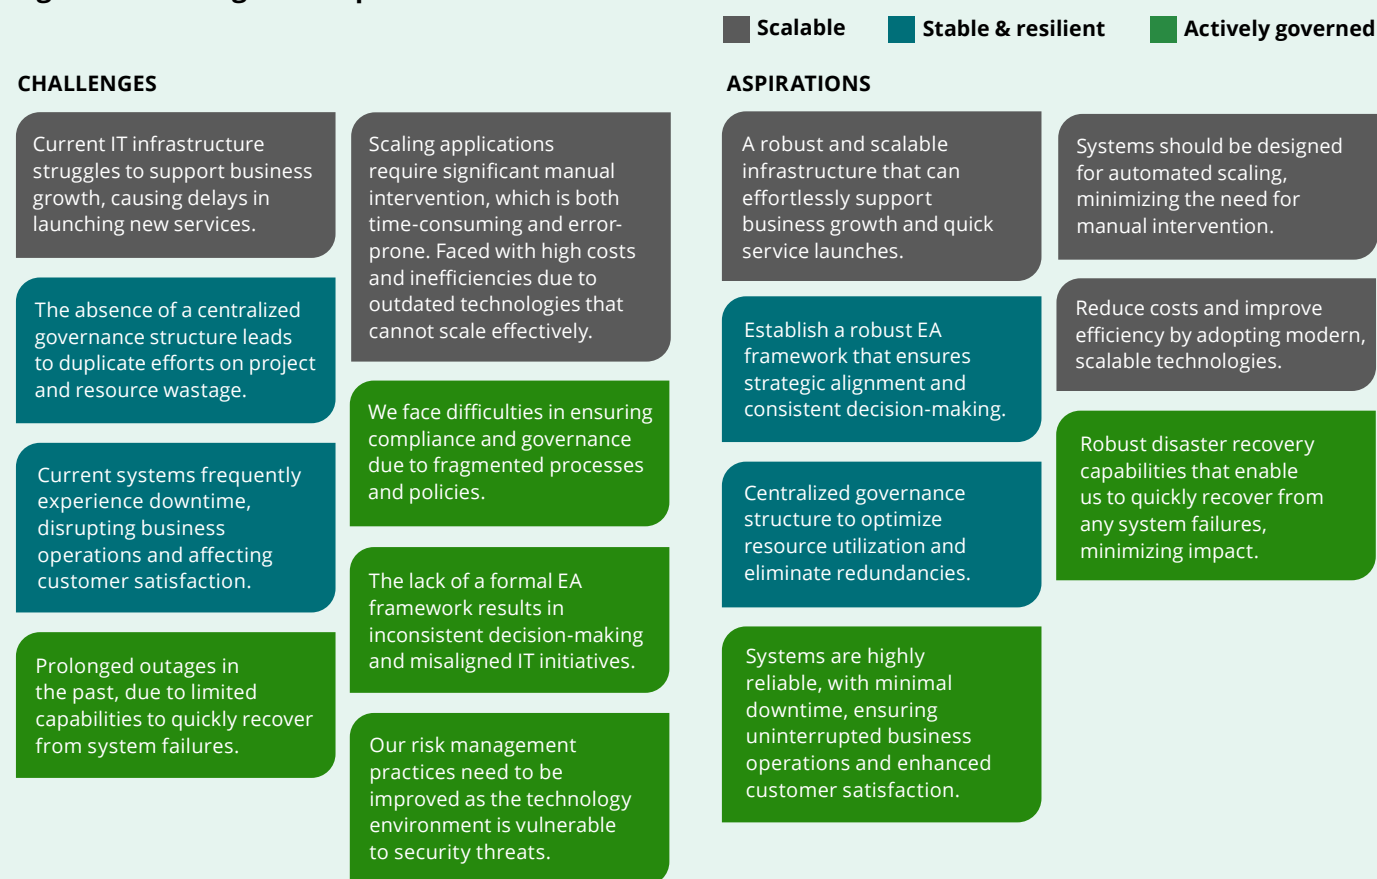 Scalable
Stable & resilient
Actively governed
CHALLENGES
Current IT infrastructure
struggles to support business
growth, causing delays in
launching new services.
The absence of a centralized
governance structure leads
to duplicate efforts on project
and resource wastage.
Current systems frequently
experience downtime,
disrupting business
operations and affecting
customer satisfaction.
Prolonged outages in
the past, due to limited
capabilities to quickly recover
from system failures.
Scaling applications
require significant manual
intervention, which is both
time-consuming and error-
prone. Faced with high costs
and inefficiencies due to
outdated technologies that
cannot scale effectively.
We face difficulties in ensuring
compliance and governance
due to fragmented processes
and policies.
The lack of a formal EA
framework results in
inconsistent decision-making
and misaligned IT initiatives.
Our risk management
practices need to be
improved as the technology
environment is vulnerable
to security threats.
ASPIRATIONS
A robust and scalable
infrastructure that can
effortlessly support
business growth and quick
service launches.
Establish a robust EA
framework that ensures
strategic alignment and
consistent decision-making.
Centralized governance
structure to optimize
resource utilization and
eliminate redundancies.
Systems are highly
reliable, with minimal
downtime, ensuring
uninterrupted business
operations and enhanced
customer satisfaction.
Systems should be designed
for automated scaling,
minimizing the need for
manual intervention.
Reduce costs and improve
efficiency by adopting modern,
scalable technologies.
Robust disaster recovery
capabilities that enable
us to quickly recover from
any system failures,
minimizing impact.